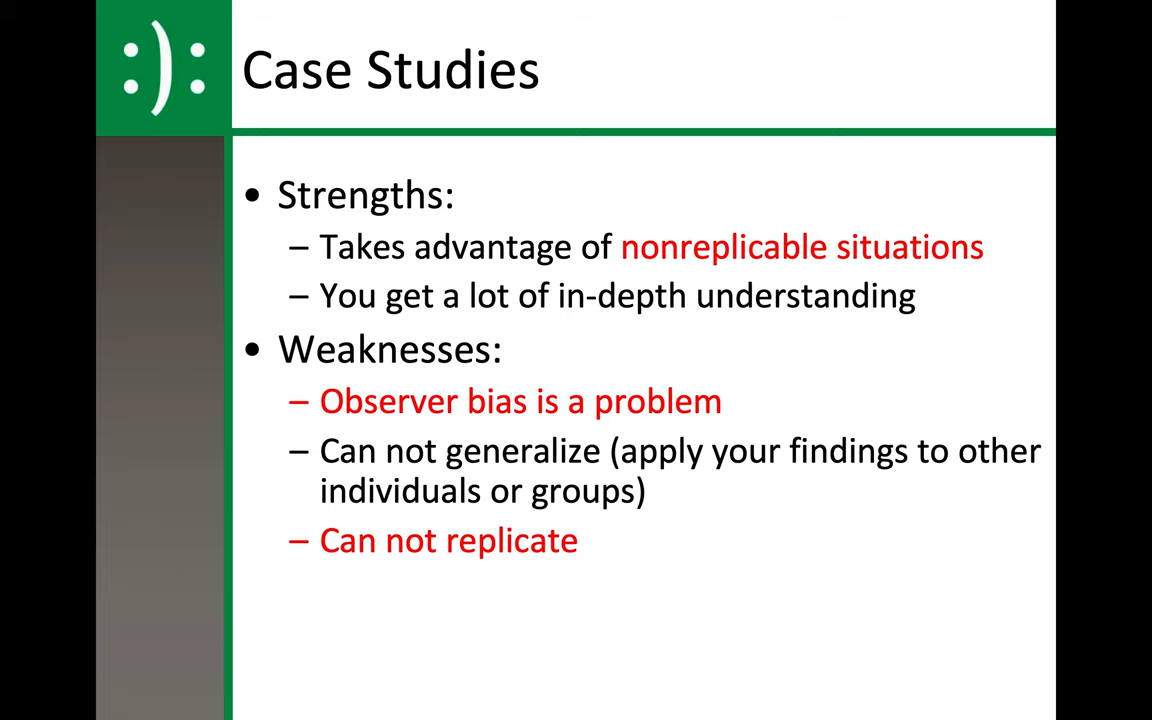 :):
Case Studies
• Strengths:
– Takes advantage of nonreplicable situations
– You get a lot of in-depth understanding
• Weaknesses:
– Observer bias is a problem
– Can not generalize (apply your findings to other
individuals or groups)
– Can not replicate